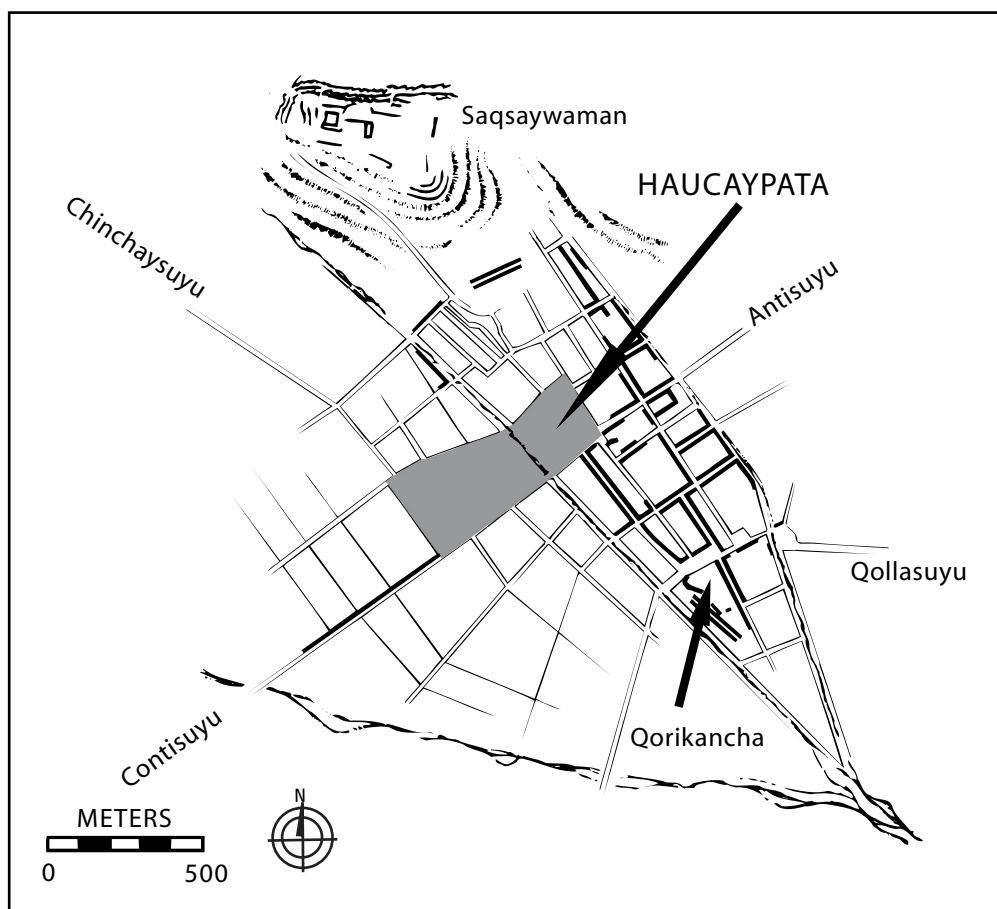 Saqsaywaman
HAUCAYPATA
Chinchaysuyu
Antisuyu
Qollasuyu
Qorikancha
Contisuyu
METERS
0 500
N